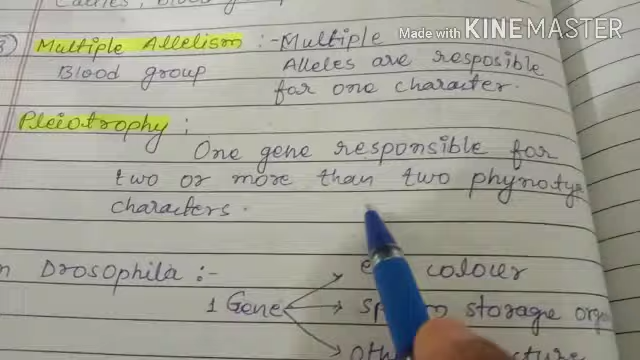 Made with KINEMASTER
3) Multiple Allelism :- Multiple
Blood group Alleles are resposible
for one character.
Pleiotrophy :
One gene responsible for
two or more than two phynotype
characters.
Drosophila :-
colour
1 Gene storage